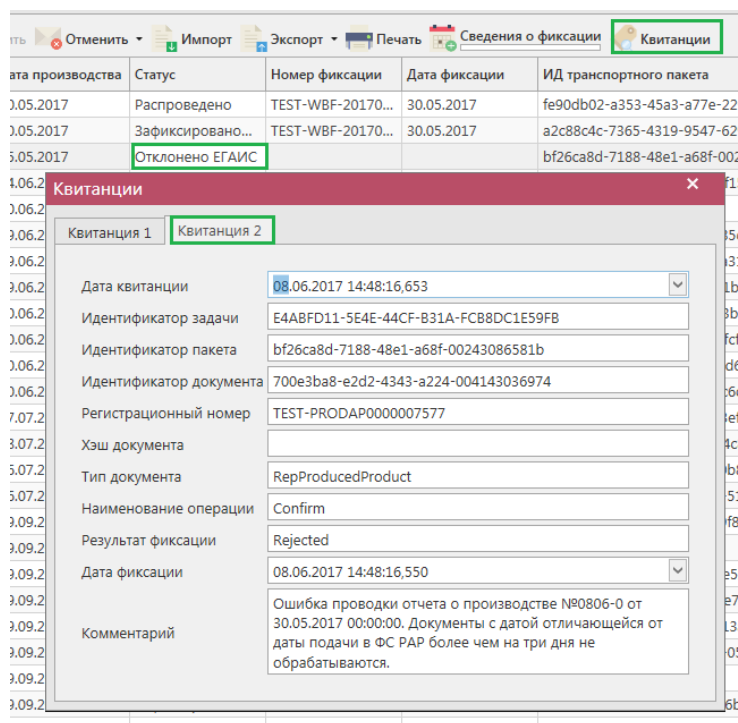 Отменить Импорт Экспорт Печать Сведения о фиксации Квитанции
производства Статус Номер фиксации Дата фиксации ИД транспортного пакета
.05.2017 Распроведено TEST-WBF-20170... 30.05.2017 fe90db02-a353-45a3-a77e-22
.05.2017 Зафиксировано... TEST-WBF-20170... 30.05.2017 a2c88c4c-7365-4319-9547-62
.05.2017 Отклонено ЕГАИС bf26ca8d-7188-48e1-a68f-002
Квитанции
Квитанция 1 Квитанция 2
Дата квитанции 08.06.2017 14:48:16,653
Идентификатор задачи E4ABFD11-5E4E-44CF-B31A-FCB8DC1E59FB
Идентификатор пакета bf26ca8d-7188-48e1-a68f-00243086581b
Идентификатор документа 700e3ba8-e2d2-4343-a224-004143036974
Регистрационный номер TEST-PRODAP0000007577
Хэш документа
Тип документа RepProducedProduct
Наименование операции Confirm
Результат фиксации Rejected
Дата фиксации 08.06.2017 14:48:16,550
Комментарий
Ошибка проводки отчета о производстве №0806-0 от
30.05.2017 00:00:00. Документы с датой отличающейся от
даты подачи в ФС РАР более чем на три дня не
обрабатываются.